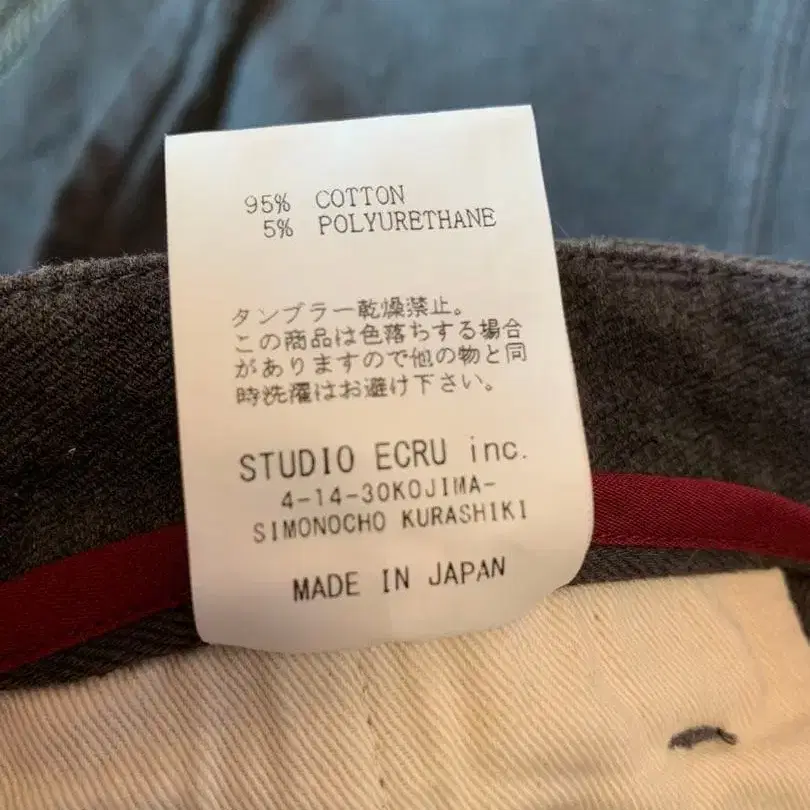 95% COTTON
5% POLYURETHANE
タンブラー乾燥禁止。
この商品は色落ちする場合
がありますので他の物と同
時洗濯はお避け下さい。
STUDIO ECRU inc.
4-14-30KOJIMA-
SIMONOCHO KURASHIKI
MADE IN JAPAN